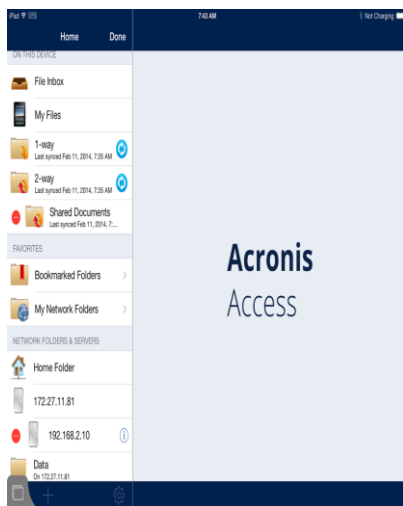 iPad
7:43 AM
Not Charging
Home
Done
ON THIS DEVICE
File Inbox
My Files
1-way
Last synced Feb 11, 2014, 7:35 AM
2-way
Last synced Feb 11, 2014, 7:35 AM
Shared Documents
Last synced Feb 11, 2014, 7:...
FAVORITES
Bookmarked Folders
My Network Folders
NETWORK FOLDERS & SERVERS
Home Folder
172.27.11.81
192.168.2.10
Data
On 172.27.11.81
Acronis
Access